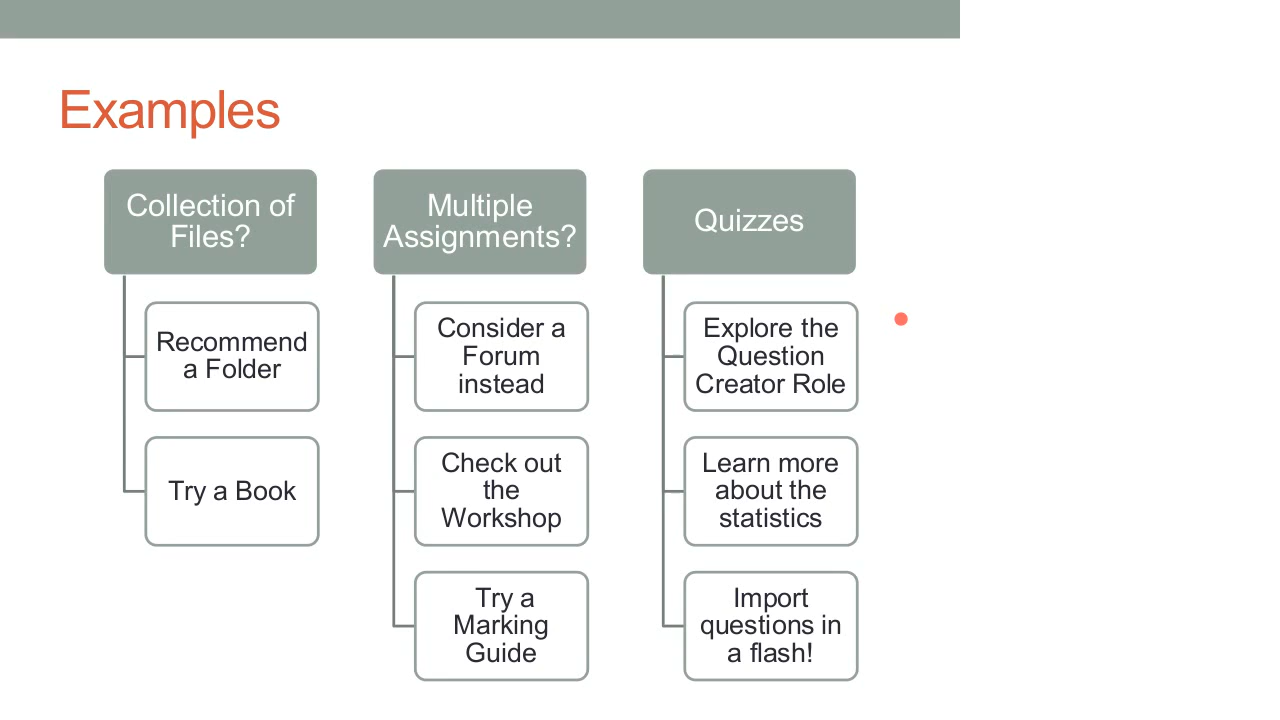 Examples
Collection of
Files?
Recommend
a Folder
Try a Book
Multiple
Assignments?
Consider a
Forum
instead
Check out
the
Workshop
Try a
Marking
Guide
Quizzes
Explore the
Question
Creator Role
Learn more
about the
statistics
Import
questions in
a flash!